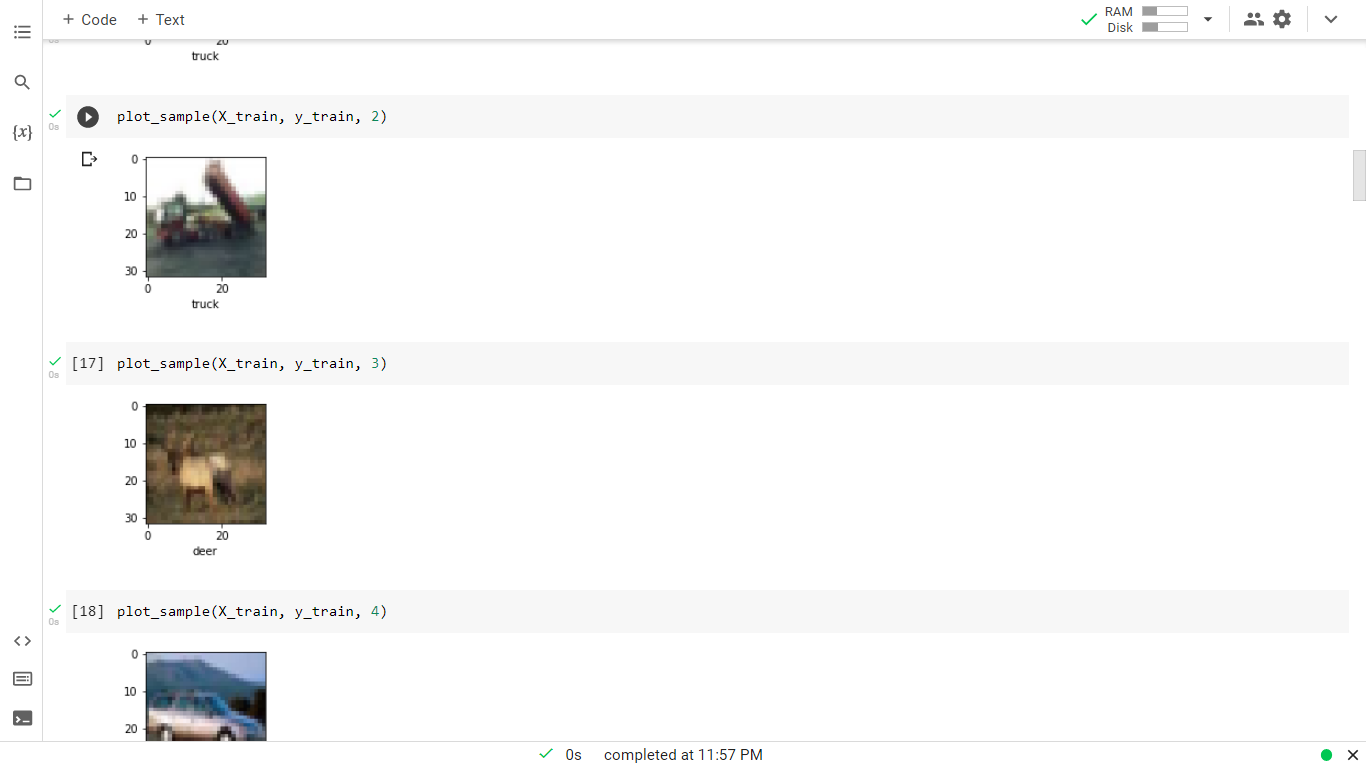 + Code + Text
RAM
Disk
0s
0 20
truck
0s
plot_sample(X_train, y_train, 2)
{x}
0
10
20
30
0 20
truck
0s
[17] plot_sample(X_train, y_train, 3)
0
10
20
30
0 20
deer
0s
[18] plot_sample(X_train, y_train, 4)
0
10
20
0s completed at 11:57 PM